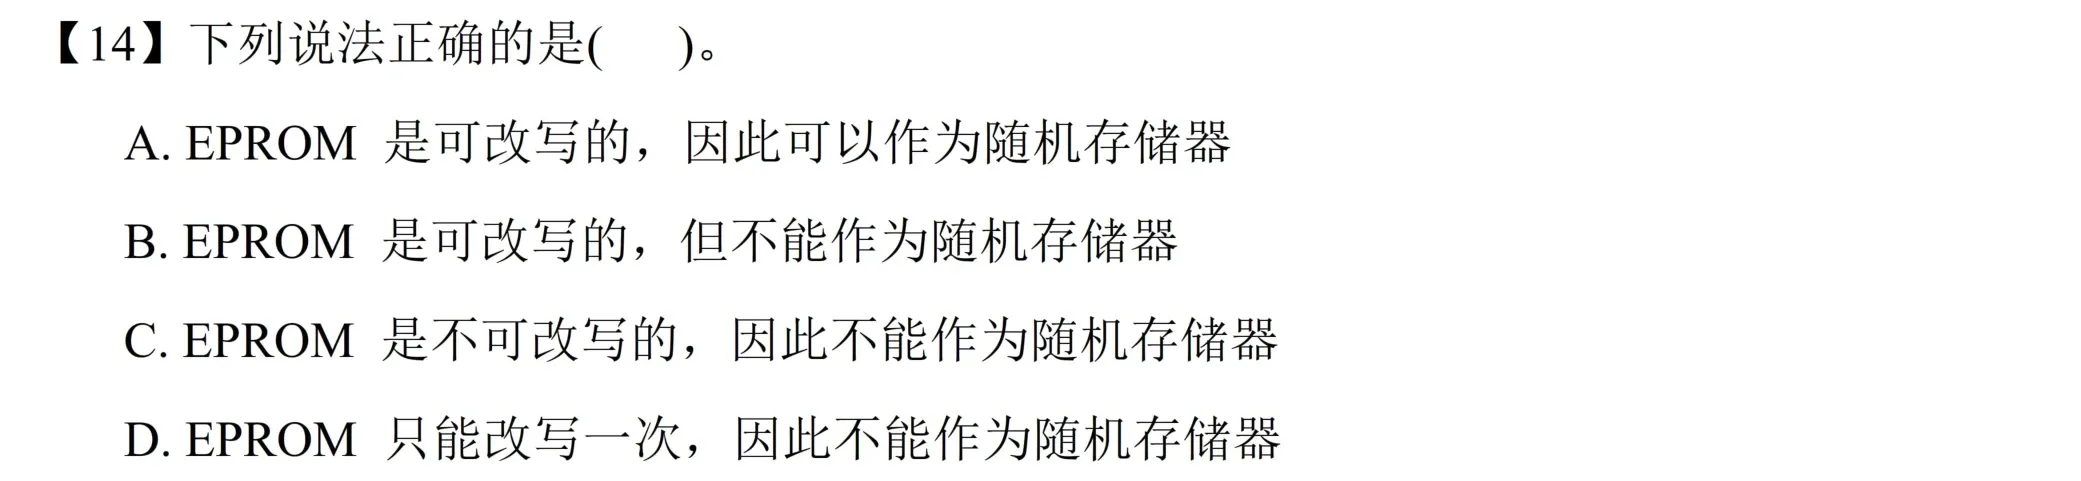 【14】下列说法正确的是(    )。
A. EPROM 是可改写的，因此可以作为随机存储器
B. EPROM 是可改写的，但不能作为随机存储器
C. EPROM 是不可改写的，因此不能作为随机存储器
D. EPROM 只能改写一次，因此不能作为随机存储器